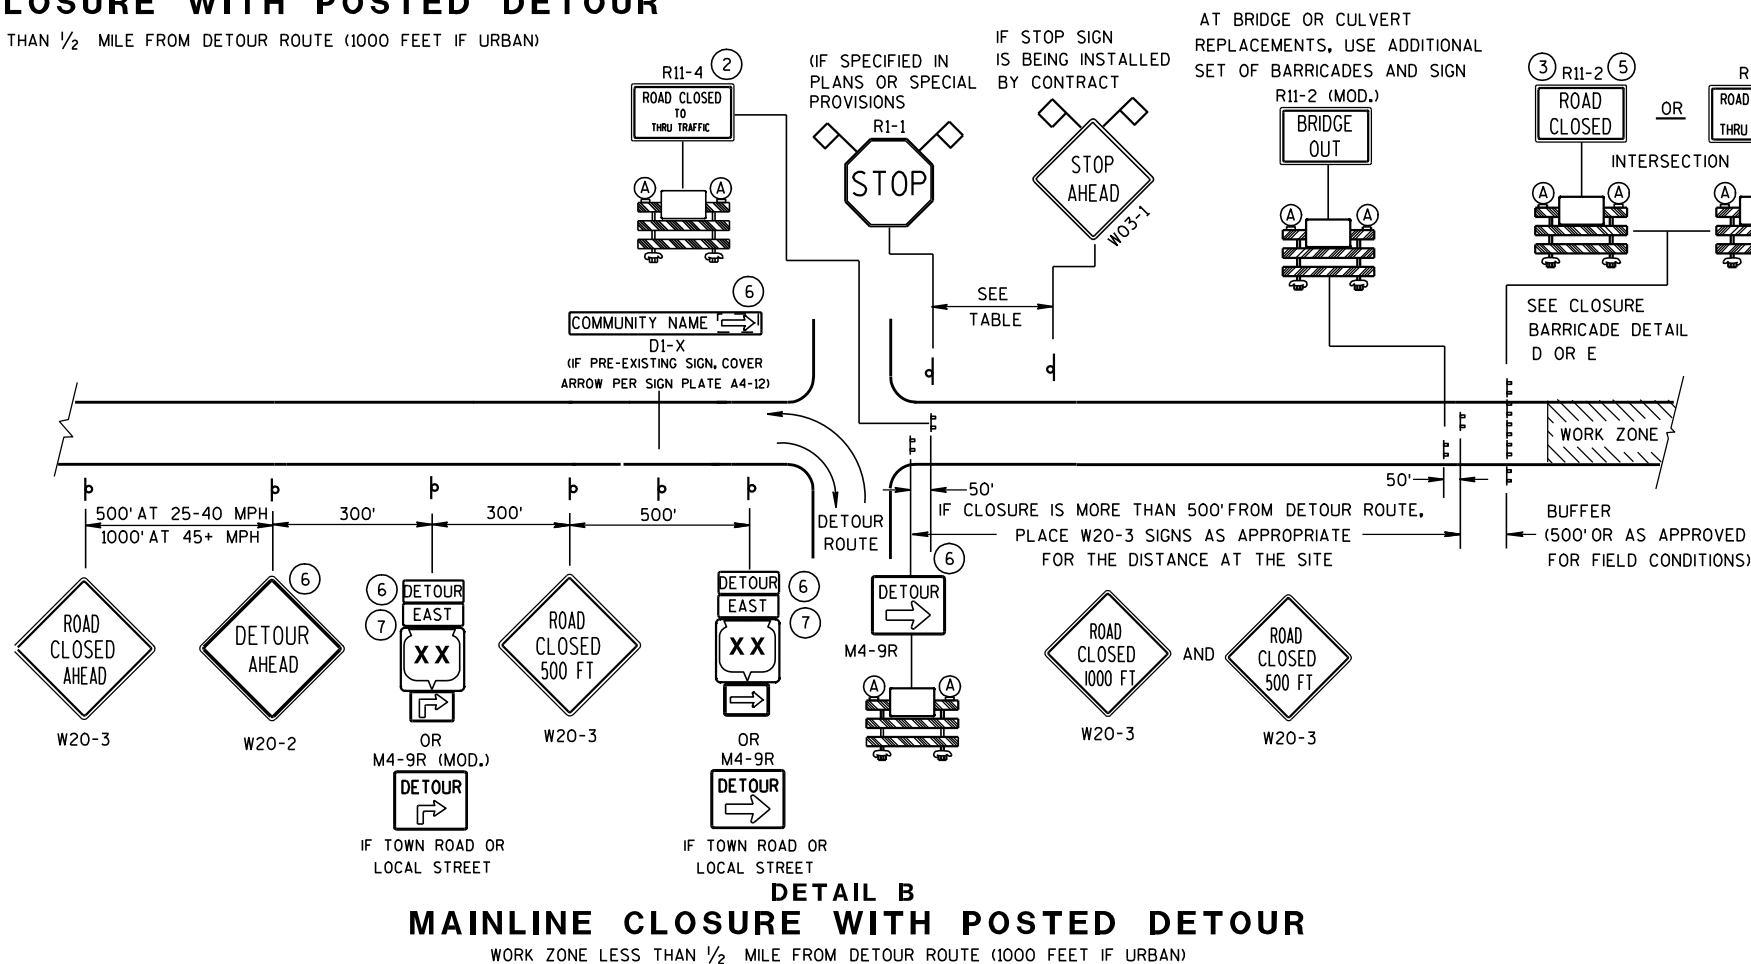 LOSURE WITH POSTED DETOUR
THAN 1/2 MILE FROM DETOUR ROUTE (1000 FEET IF URBAN)
R11-4 2
ROAD CLOSED
TO
THRU TRAFFIC
A A
(IF SPECIFIED IN
PLANS OR SPECIAL
PROVISIONS
R1-1
STOP
IF STOP SIGN
IS BEING INSTALLED
BY CONTRACT
STOP
AHEAD
WO3-1
AT BRIDGE OR CULVERT
REPLACEMENTS, USE ADDITIONAL
SET OF BARRICADES AND SIGN
R11-2 (MOD.)
BRIDGE
OUT
A A
3 R11-2 5
ROAD
CLOSED
OR
R
ROAD
THRU
INTERSECTION
A A
A
SEE
TABLE
SEE CLOSURE
BARRICADE DETAIL
D OR E
6
COMMUNITY NAME
D1-X
(IF PRE-EXISTING SIGN, COVER
ARROW PER SIGN PLATE A4-12)
WORK ZONE
50'
50'
500' AT 25-40 MPH
1000' AT 45+ MPH
300'
300'
500'
DETOUR
ROUTE
IF CLOSURE IS MORE THAN 500' FROM DETOUR ROUTE,
PLACE W20-3 SIGNS AS APPROPRIATE
FOR THE DISTANCE AT THE SITE
BUFFER
(500' OR AS APPROVED
FOR FIELD CONDITIONS)
ROAD
CLOSED
AHEAD
W20-3
6
DETOUR
AHEAD
W20-2
6
7
DETOUR
EAST
XX
OR
M4-9R (MOD.)
DETOUR
IF TOWN ROAD OR
LOCAL STREET
ROAD
CLOSED
500 FT
W20-3
DETOUR
EAST
XX
6
7
OR
M4-9R
DETOUR
IF TOWN ROAD OR
LOCAL STREET
6
DETOUR
M4-9R
A A
ROAD
CLOSED
1000 FT
W20-3
AND
ROAD
CLOSED
500 FT
W20-3
DETAIL B
MAINLINE CLOSURE WITH POSTED DETOUR
WORK ZONE LESS THAN 1/2 MILE FROM DETOUR ROUTE (1000 FEET IF URBAN)